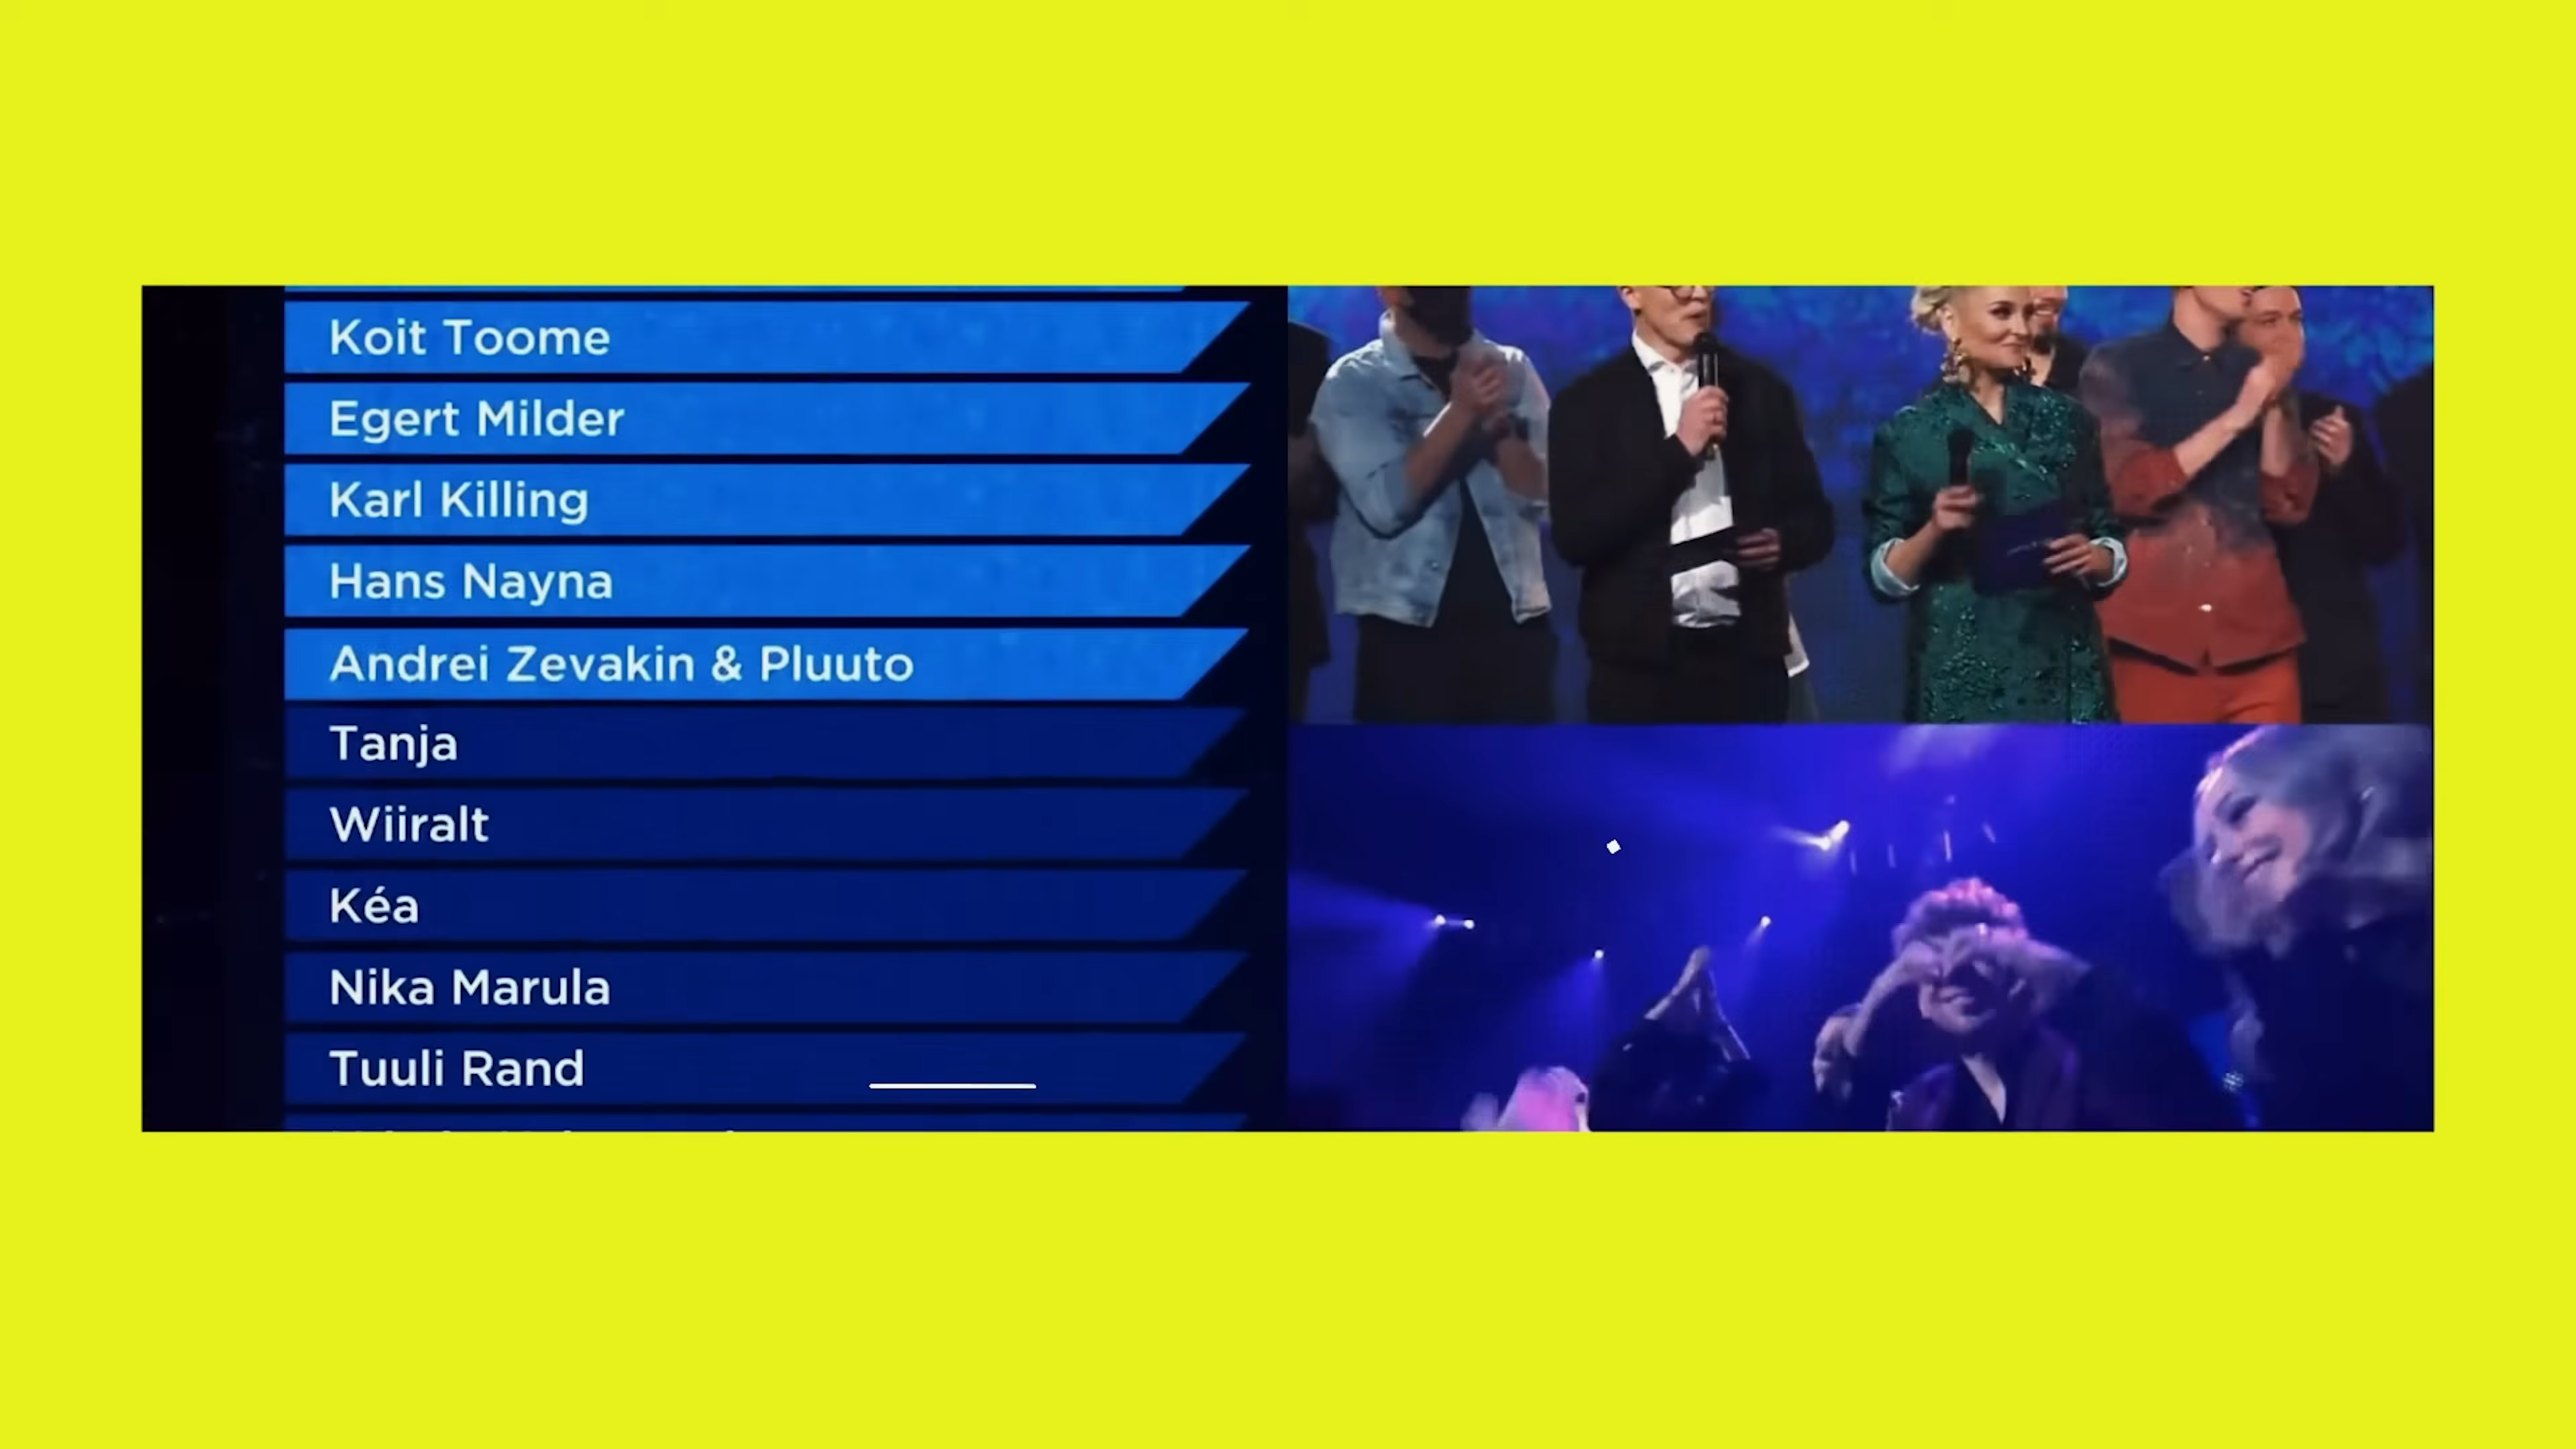 Koit Toome
Egert Milder
Karl Killing
Hans Nayna
Andrei Zevakin & Pluuto
Tanja
Wiiralt
Kéa
Nika Marula
Tuuli Rand